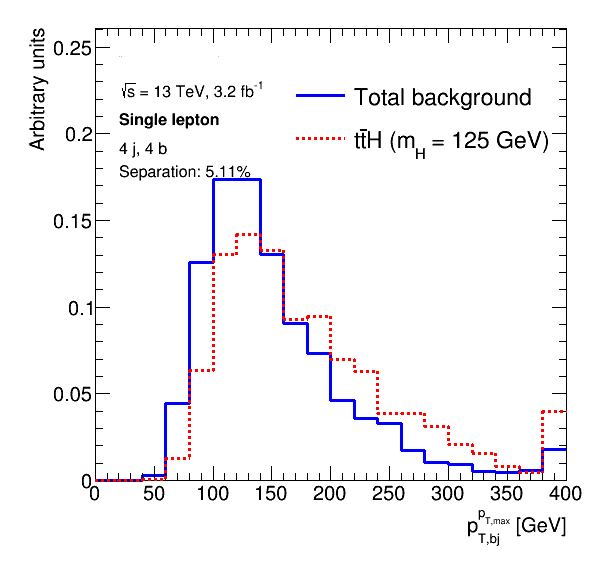 Arbitrary units
0.25
0.2
0.15
0.1
0.05
0
√s = 13 TeV, 3.2 fb⁻¹
Single lepton
4 j, 4 b
Separation: 5.11%
Total background
tt̄H (m_H = 125 GeV)
0 50 100 150 200 250 300 350 400
p_{T,bj}^{p_{T,max}} [GeV]